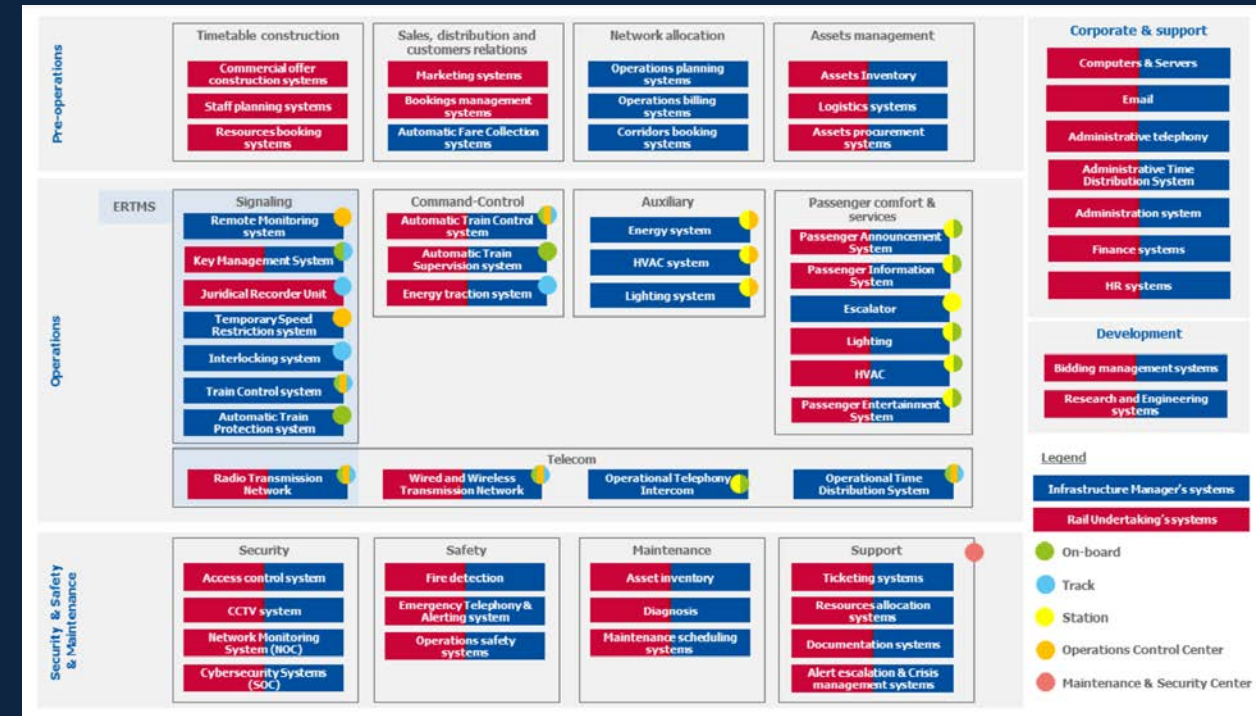 Pre-operations
Timetable construction
Commercial offer
construction systems
Staff planning systems
Resources booking
systems
Sales, distribution and
customers relations
Marketing systems
Bookings management
systems
Automatic Fare Collection
systems
Network allocation
Operations planning
systems
Operations billing
systems
Corridors booking
systems
Assets management
Assets Inventory
Logistics systems
Assets procurement
systems
Operations
ERTMS
Signaling
Remote Monitoring
system
Key Management System
Juridical Recorder Unit
Temporary Speed
Restriction system
Interlocking system
Train Control system
Automatic Train
Protection system
Command-Control
Automatic Train Control
system
Automatic Train
Supervision system
Energy traction system
Auxiliary
Energy system
HVAC system
Lighting system
Passenger comfort &
services
Passenger Announcement
System
Passenger Information
System
Escalator
Lighting
HVAC
Passenger Entertainment
System
Telecom
Radio Transmission
Network
Wired and Wireless
Transmission Network
Operational Telephony
Intercom
Operational Time
Distribution System
Security & Safety
& Maintenance
Security
Access control system
CCTV system
Network Monitoring
System (NOC)
Cybersecurity Systems
(SOC)
Safety
Fire detection
Emergency Telephony &
Alerting system
Operations safety
systems
Maintenance
Asset inventory
Diagnosis
Maintenance scheduling
systems
Support
Ticketing systems
Resources allocation
systems
Documentation systems
Alert escalation & Crisis
management systems
Corporate & support
Computers & Servers
Email
Administrative telephony
Administrative Time
Distribution System
Administration system
Finance systems
HR systems
Development
Bidding management systems
Research and Engineering
systems
Legend
Infrastructure Manager's systems
Rail Undertaking's systems
On-board
Track
Station
Operations Control Center
Maintenance & Security Center